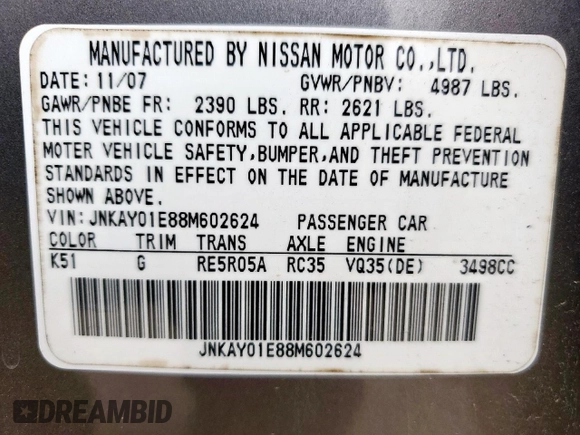 MANUFACTURED BY NISSAN MOTOR CO.,LTD.
DATE: 11/07 GVWR/PNBV: 4987 LBS.
GAWR/PNBE FR: 2390 LBS. RR: 2621 LBS.
THIS VEHICLE CONFORMS TO ALL APPLICABLE FEDERAL
MOTER VEHICLE SAFETY,BUMPER,AND THEFT PREVENTION
STANDARDS IN EFFECT ON THE DATE OF MANUFACTURE
SHOWN ABOVE.
VIN:JNKAY01E88M602624 PASSENGER CAR
COLOR TRIM TRANS AXLE ENGINE
K51 G RE5R05A RC35 VQ35(DE) 3498CC
JNKAY01E88M602624
DREAMBID